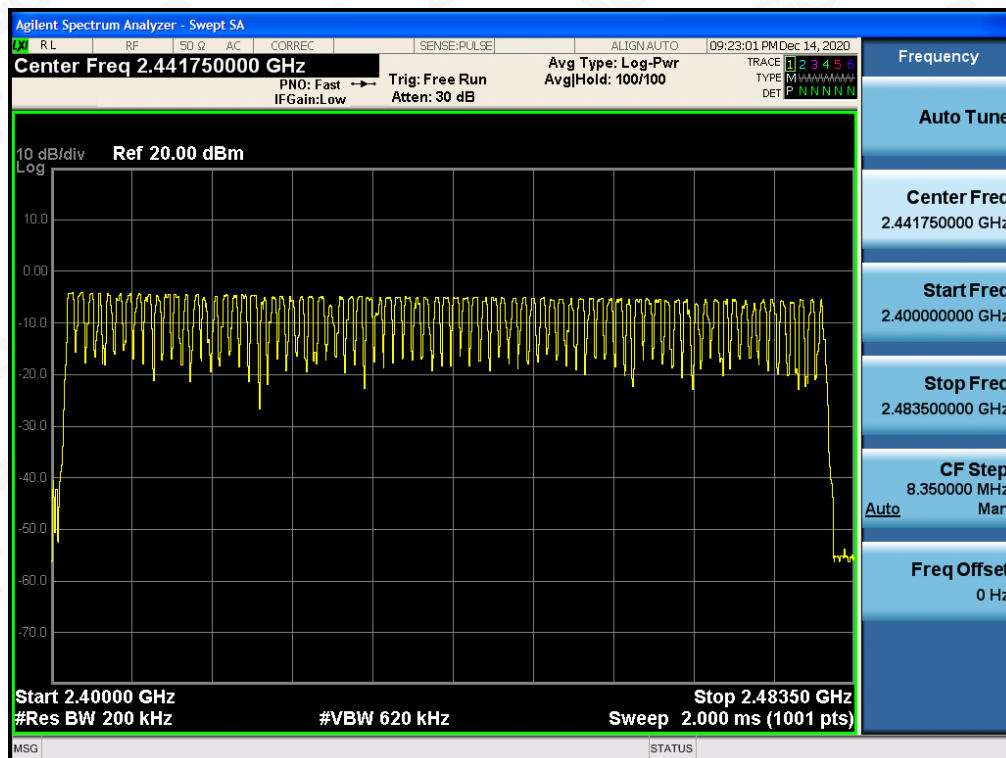 Agilent Spectrum Analyzer - Swept SA
LXI RL RF 50 Ω AC CORREC SENSE:PULSE ALIGN AUTO 09:23:01 PM Dec 14, 2020
Center Freq 2.441750000 GHz
PNO: Fast
IFGain:Low
Trig: Free Run
Atten: 30 dB
Avg Type: Log-Pwr
Avg|Hold: 100/100
TRACE 1 2 3 4 5 6
TYPE M
DET P N N N N N
10 dB/div Ref 20.00 dBm
Log
10.0
0.00
-10.0
-20.0
-30.0
-40.0
-50.0
-60.0
-70.0
Start 2.40000 GHz Stop 2.48350 GHz
#Res BW 200 kHz #VBW 620 kHz Sweep 2.000 ms (1001 pts)
MSG STATUS
Frequency
Auto Tune
Center Freq
2.441750000 GHz
Start Freq
2.400000000 GHz
Stop Freq
2.483500000 GHz
CF Step
8.350000 MHz
Auto Man
Freq Offset
0 Hz